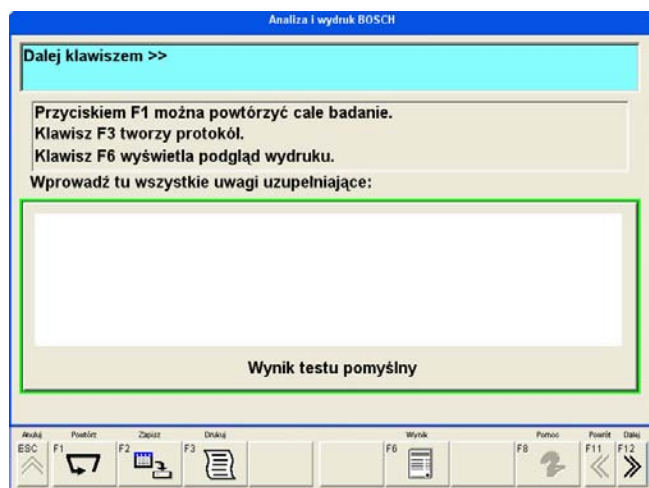 Analiza i wydruk BOSCH
Dalej klawiszem >>
Przyciskiem F1 można powtórzyć cale badanie.
Klawisz F3 tworzy protokól.
Klawisz F6 wyświetla podgląd wydruku.
Wprowadź tu wszystkie uwagi uzupełniające:
Wynik testu pomyślny
Anuluj Powtórz Zapisz Drukuj Wynik Pomoc Powrót Dalej
ESC F1 F2 F3 F6 F8 F11 F12